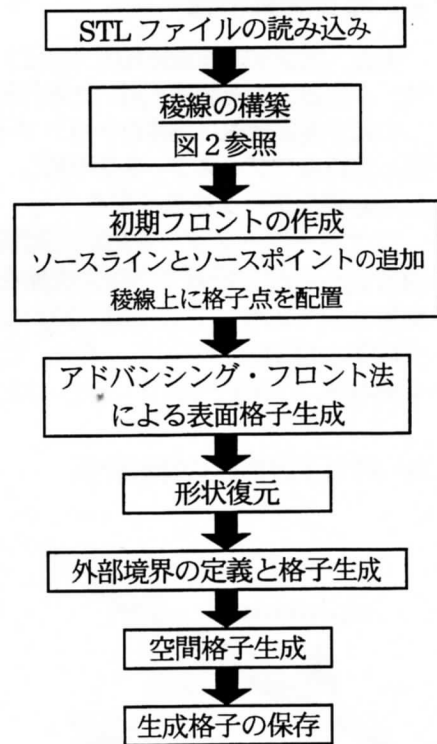 STL ファイルの読み込み
稜線の構築
図2参照
初期フロントの作成
ソースラインとソースポイントの追加
稜線上に格子点を配置
アドバンシング・フロント法
による表面格子生成
形状復元
外部境界の定義と格子生成
空間格子生成
生成格子の保存